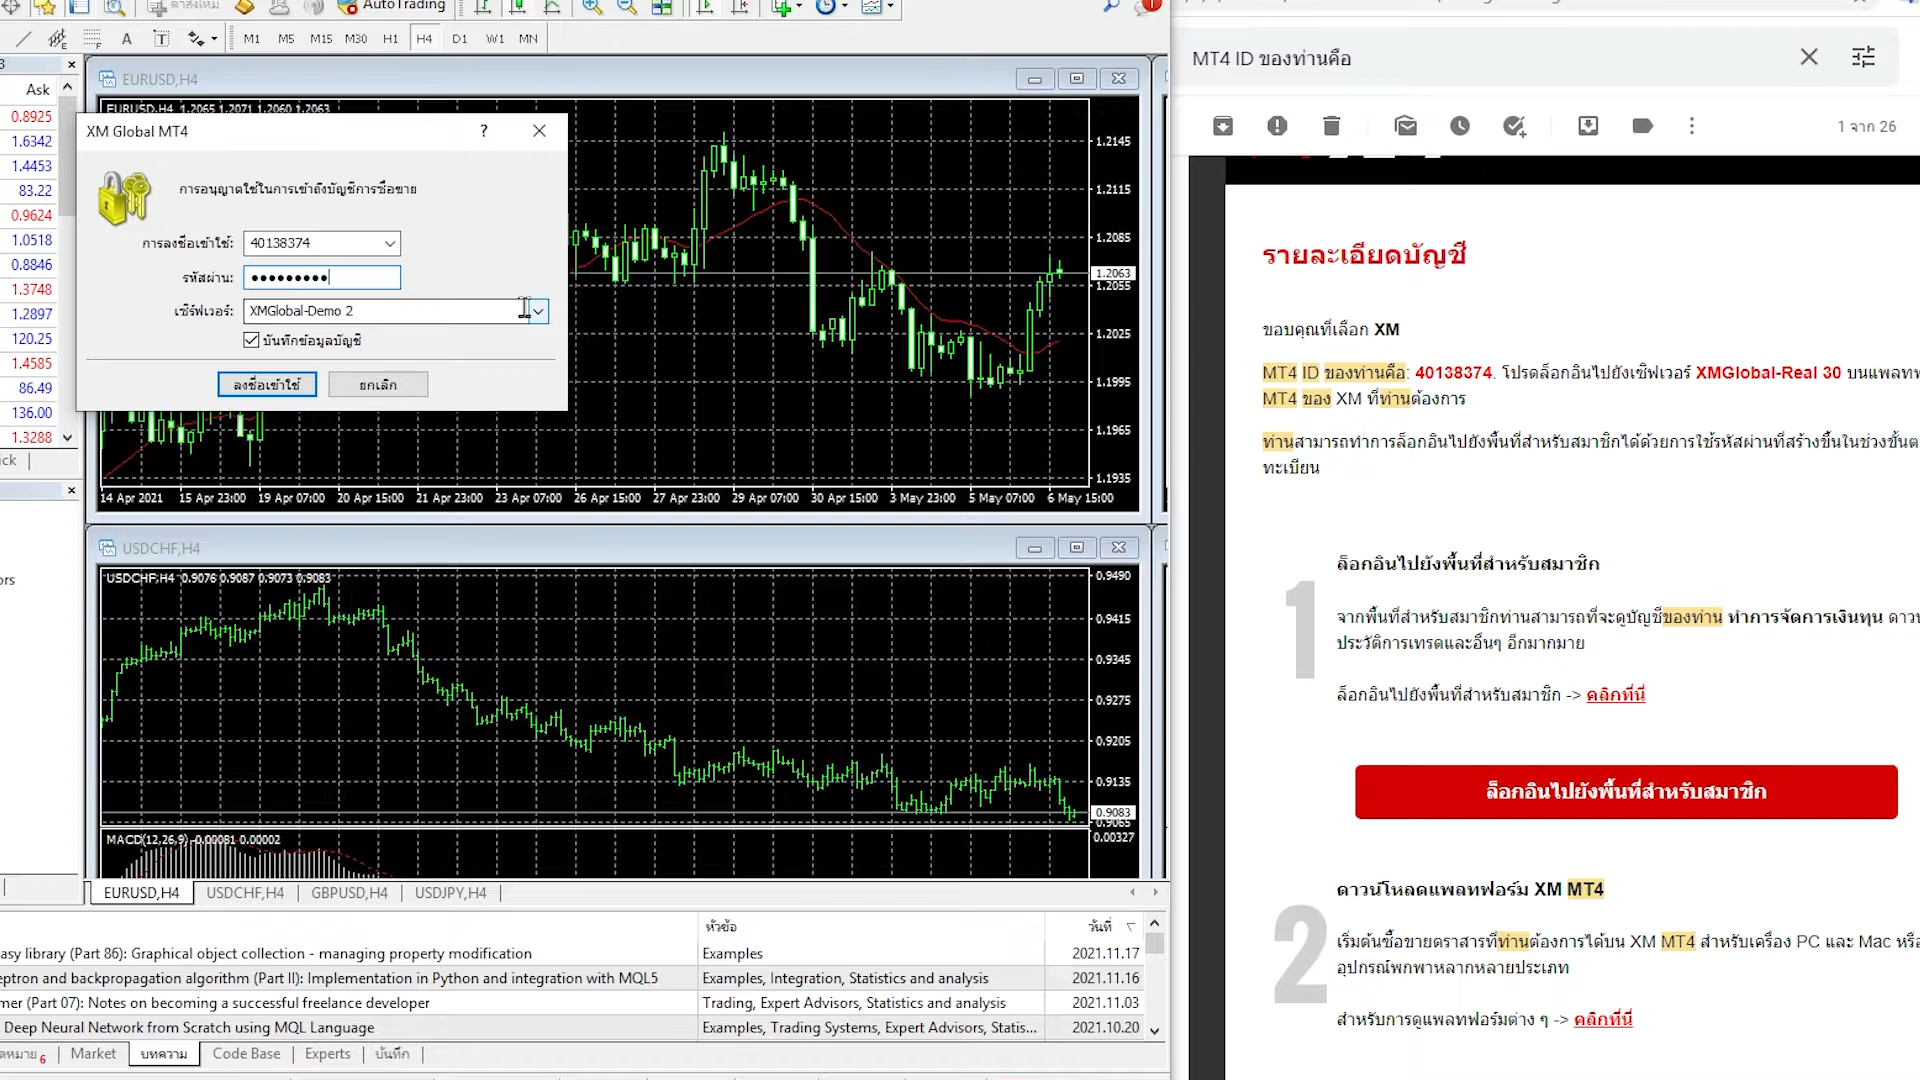 ค่าสั่งใหม่
AutoTrading
A
T
M1 M5 M15 M30 H1 H4 D1 W1 MN
Ask
0.8925
1.6342
1.4453
83.22
0.9624
1.0518
0.8846
1.3748
1.2897
120.25
1.4585
86.49
136.00
1.3288
EURUSD,H4
EURUSD,H4 1.2065 1.2071 1.2060 1.2063
XM Global MT4
?
การอนุญาตใช้ในการเข้าถึงบัญชีการซื้อขาย
การลงชื่อเข้าใช้: 40138374
รหัสผ่าน:
เซิร์ฟเวอร์: XMGlobal-Demo 2
บันทึกข้อมูลบัญชี
ลงชื่อเข้าใช้ ยกเลิก
1.2145
1.2115
1.2085
1.2063
1.2055
1.2025
1.1995
1.1965
1.1935
14 Apr 2021 15 Apr 23:00 19 Apr 07:00 20 Apr 15:00 21 Apr 23:00 23 Apr 07:00 26 Apr 15:00 27 Apr 23:00 29 Apr 07:00 30 Apr 15:00 3 May 23:00 5 May 07:00 6 May 15:00
USDCHF,H4
USDCHF,H4 0.9076 0.9087 0.9073 0.9083
0.9490
0.9415
0.9345
0.9275
0.9205
0.9135
0.9083
0.9065
MACD(12,26,9) -0.00081 0.00002
0.00327
EURUSD,H4 USDCHF,H4 GBPUSD,H4 USDJPY,H4
หัวข้อ วันที่
asy library (Part 86): Graphical object collection - managing property modification Examples 2021.11.17
eptron and backpropagation algorithm (Part II): Implementation in Python and integration with MQL5 Examples, Integration, Statistics and analysis 2021.11.16
mer (Part 07): Notes on becoming a successful freelance developer Trading, Expert Advisors, Statistics and analysis 2021.11.03
Deep Neural Network from Scratch using MQL Language Examples, Trading Systems, Expert Advisors, Statis... 2021.10.20
ดหมาย 6 Market บทความ Code Base Experts บันทึก
MT4 ID ของท่านคือ
1 จาก 26
รายละเอียดบัญชี
ขอบคุณที่เลือก XM
MT4 ID ของท่านคือ: 40138374. โปรดล็อกอินไปยังเซิฟเวอร์ XMGlobal-Real 30 บนแพลทฟ
MT4 ของ XM ที่ท่านต้องการ
ท่านสามารถทำการล็อกอินไปยังพื้นที่สำหรับสมาชิกได้ด้วยการใช้รหัสผ่านที่สร้างขึ้นในช่วงขั้นต
ทะเบียน
1
ล็อกอินไปยังพื้นที่สำหรับสมาชิก
จากพื้นที่สำหรับสมาชิกท่านสามารถที่จะดูบัญชีของท่าน ทำการจัดการเงินทุน ดาวน
ประวัติการเทรดและอื่นๆ อีกมากมาย
ล็อกอินไปยังพื้นที่สำหรับสมาชิก -> คลิกที่นี่
ล็อกอินไปยังพื้นที่สำหรับสมาชิก
2
ดาวน์โหลดแพลทฟอร์ม XM MT4
เริ่มต้นซื้อขายตราสารที่ท่านต้องการได้บน XM MT4 สำหรับเครื่อง PC และ Mac หรือ
อุปกรณ์พกพาหลากหลายประเภท
สำหรับการดูแพลทฟอร์มต่าง ๆ -> คลิกที่นี่